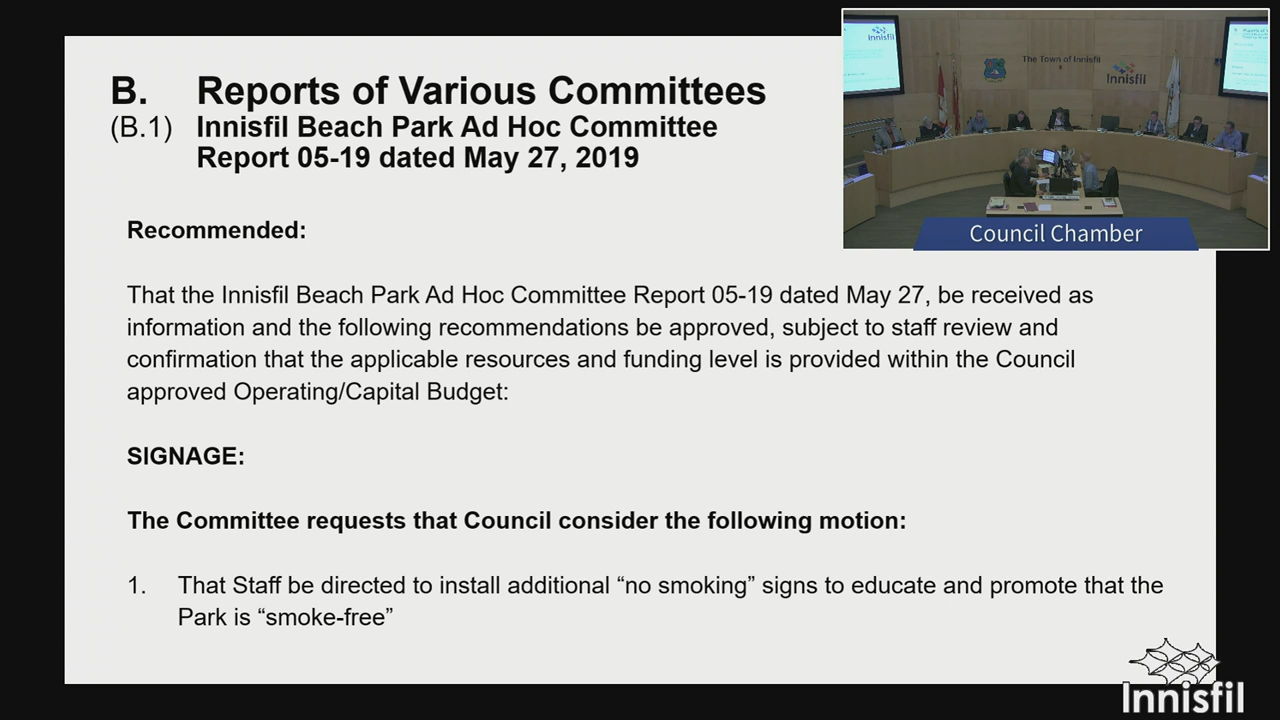 B. Reports of Various Committees
(B.1) Innisfil Beach Park Ad Hoc Committee
Report 05-19 dated May 27, 2019
Recommended:
That the Innisfil Beach Park Ad Hoc Committee Report 05-19 dated May 27, be received as
information and the following recommendations be approved, subject to staff review and
confirmation that the applicable resources and funding level is provided within the Council
approved Operating/Capital Budget:
SIGNAGE:
The Committee requests that Council consider the following motion:
1. That Staff be directed to install additional “no smoking” signs to educate and promote that the
Park is “smoke-free”
Innisfil
The Town of Innisfil
Innisfil
Council Chamber
Innisfil